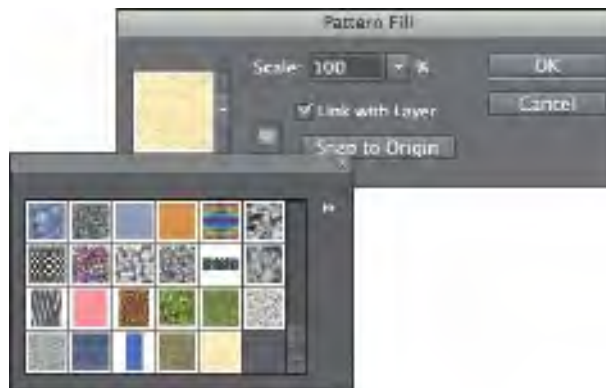 Pattern Fill
Scale: 100 %
OK
Link with Layer
Cancel
Snap to Origin